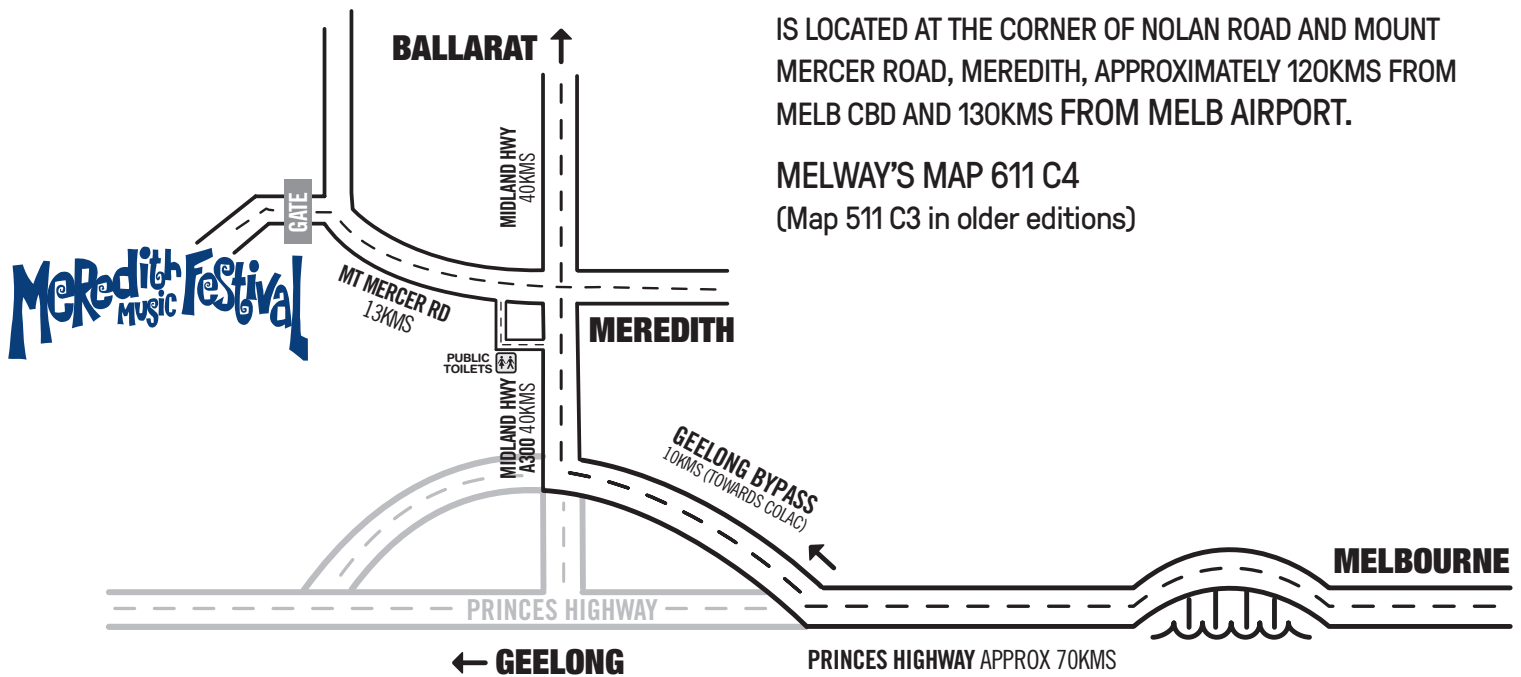 BALLARAT
IS LOCATED AT THE CORNER OF NOLAN ROAD AND MOUNT
MERCER ROAD, MEREDITH, APPROXIMATELY 120KMS FROM
MELB CBD AND 130KMS FROM MELB AIRPORT.
MELWAY'S MAP 611 C4
(Map 511 C3 in older editions)
MIDLAND HWY
40KMS
GATE
Meredith
Music
Festival
MT MERCER RD
13KMS
MEREDITH
PUBLIC
TOILETS
MIDLAND HWY
A300 40KMS
GEELONG BYPASS
10KMS (TOWARDS COLAC)
MELBOURNE
PRINCES HIGHWAY
GEELONG
PRINCES HIGHWAY APPROX 70KMS